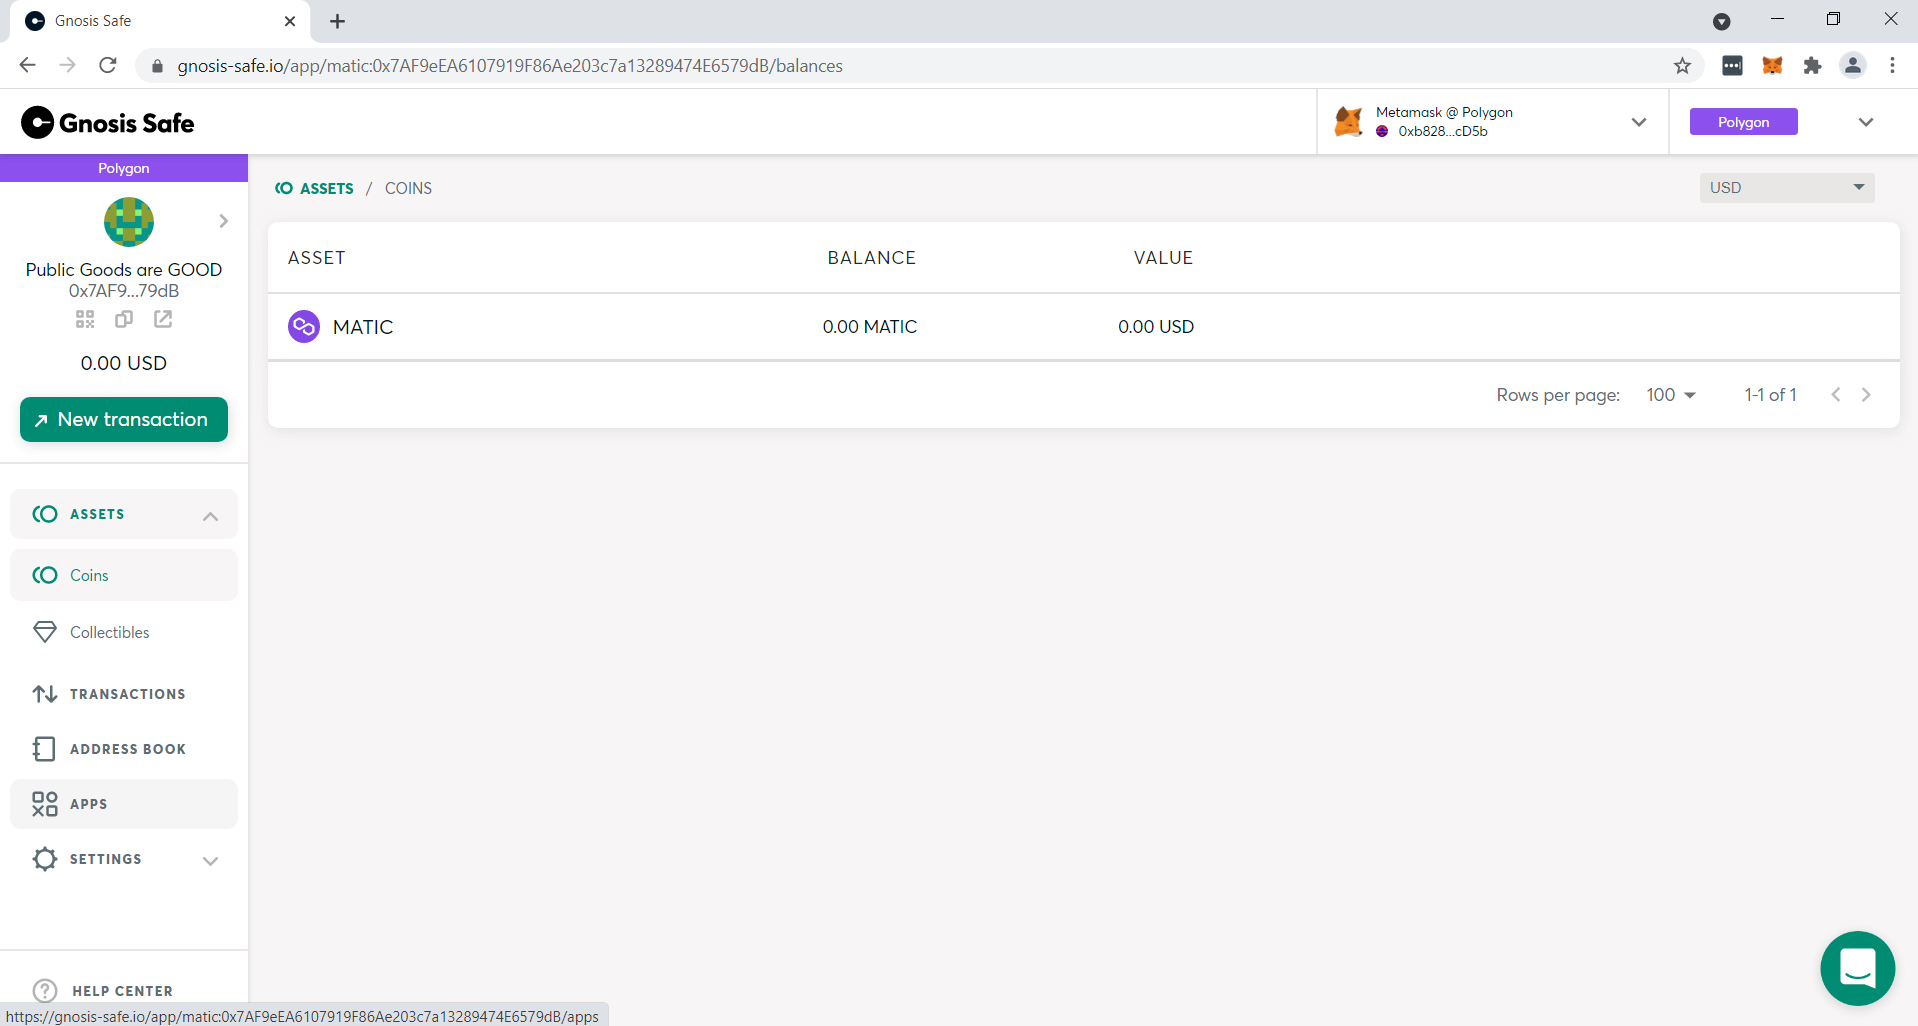 Gnosis Safe
gnosis-safe.io/app/matic:0x7AF9eEA6107919F86Ae203c7a13289474E6579dB/balances
Gnosis Safe
Metamask @ Polygon
0xb828...cD5b
Polygon
Polygon
Public Goods are GOOD
0x7AF9...79dB
0.00 USD
New transaction
ASSETS
Coins
Collectibles
TRANSACTIONS
ADDRESS BOOK
APPS
SETTINGS
HELP CENTER
https://gnosis-safe.io/app/matic:0x7AF9eEA6107919F86Ae203c7a13289474E6579dB/apps
ASSETS / COINS
USD
ASSET BALANCE VALUE
MATIC 0.00 MATIC 0.00 USD
Rows per page: 100 1-1 of 1